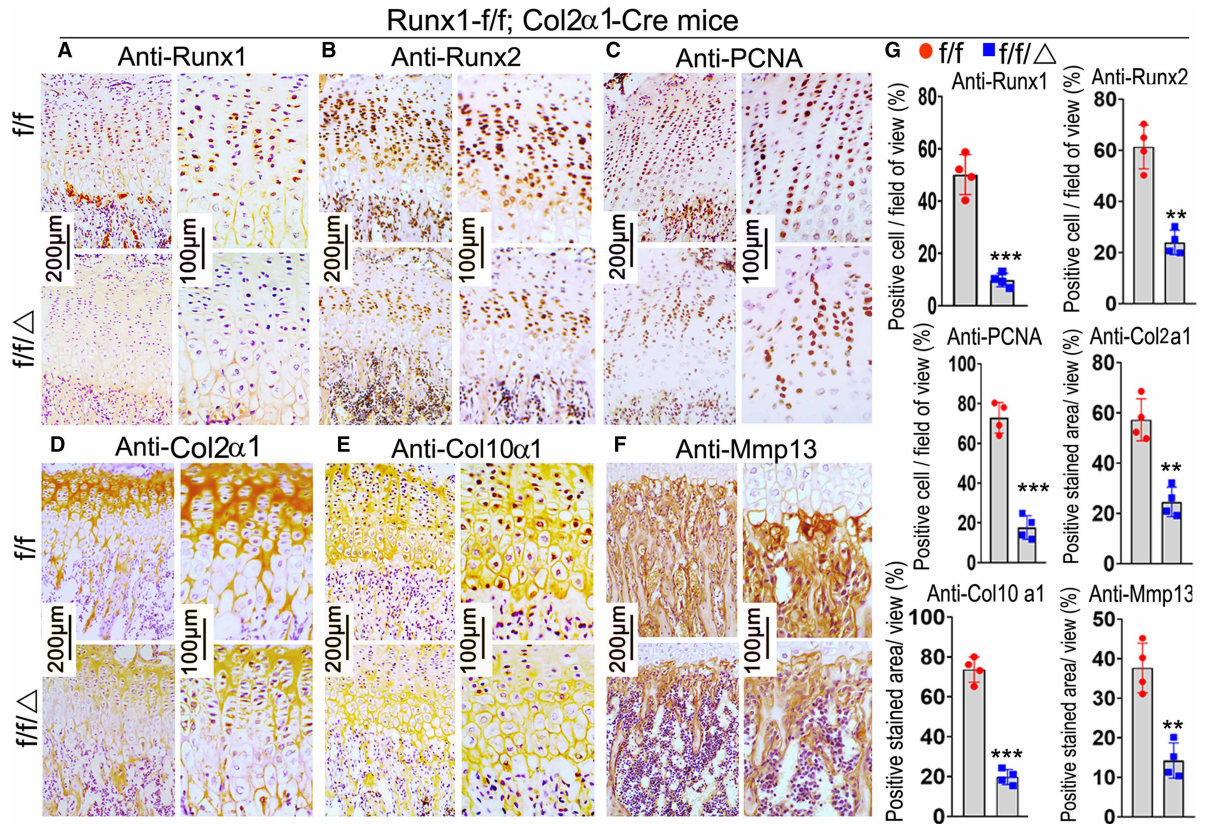 Runx1-f/f; Col2α1-Cre mice
A Anti-Runx1
B Anti-Runx2
C Anti-PCNA
f/f
200µm 100µm 200µm 100µm 200µm 100µm
f/f/△
D Anti-Col2α1
E Anti-Col10α1
F Anti-Mmp13
f/f
200µm 100µm 200µm 100µm 200µm 100µm
f/f/△
G f/f f/f/△
Anti-Runx1
Positive cell / field of view (%)
80
60
40
20
0
***
Anti-Runx2
Positive cell / field of view (%)
80
60
40
20
0
**
Anti-PCNA
Positive cell / field of view (%)
100
80
60
40
20
0
***
Anti-Col2a1
Positive stained area/ view (%)
80
60
40
20
0
**
Anti-Col10 a1
Positive stained area/ view (%)
100
80
60
40
20
0
***
Anti-Mmp13
Positive stained area/ view (%)
50
40
30
20
10
0
**